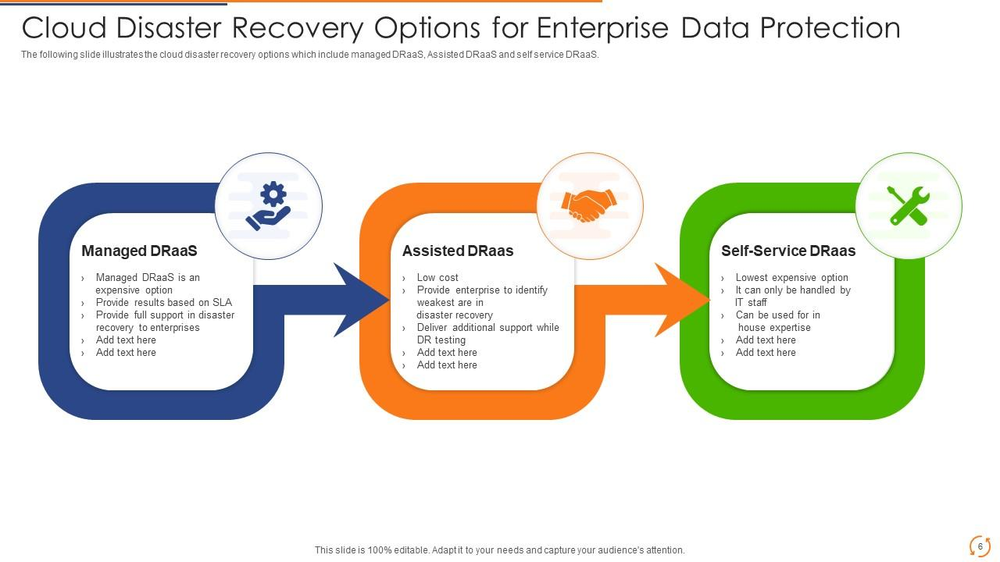 Cloud Disaster Recovery Options for Enterprise Data Protection
The following slide illustrates the cloud disaster recovery options which include managed DRaaS, Assisted DRaaS and self service DRaaS.
Managed DRaaS
› Managed DRaaS is an
expensive option
› Provide results based on SLA
› Provide full support in disaster
recovery to enterprises
› Add text here
› Add text here
Assisted DRaas
› Low cost
› Provide enterprise to identify
weakest are in
disaster recovery
› Deliver additional support while
DR testing
› Add text here
› Add text here
Self-Service DRaas
› Lowest expensive option
› It can only be handled by
IT staff
› Can be used for in
house expertise
› Add text here
› Add text here
This slide is 100% editable. Adapt it to your needs and capture your audience's attention.
6